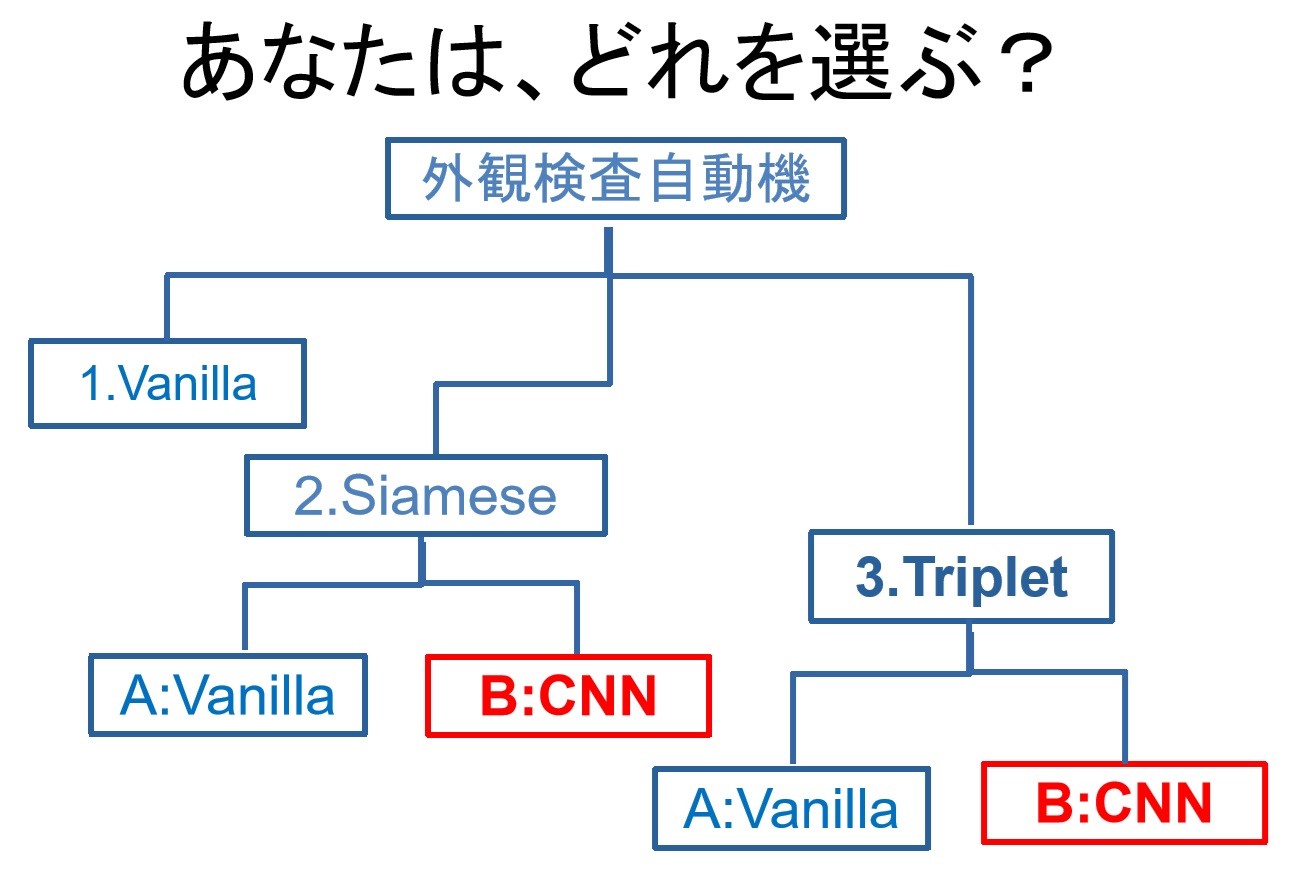 あなたは、どれを選ぶ？
外観検査自動機
1.Vanilla
2.Siamese
3.Triplet
A:Vanilla
B:CNN
A:Vanilla
B:CNN